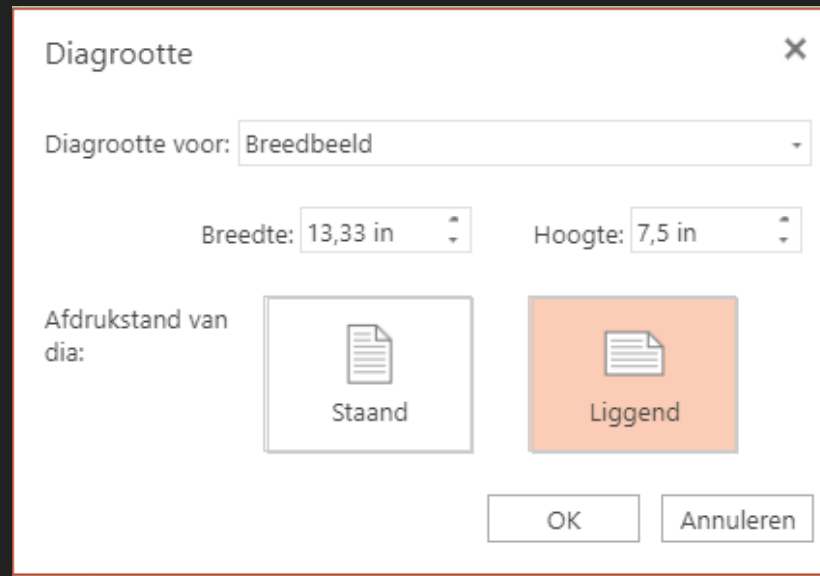 Diagrootte
Diagrootte voor: Breedbeeld
Breedte: 13,33 in Hoogte: 7,5 in
Afdrukstand van
dia:
Staand Liggend
OK Annuleren